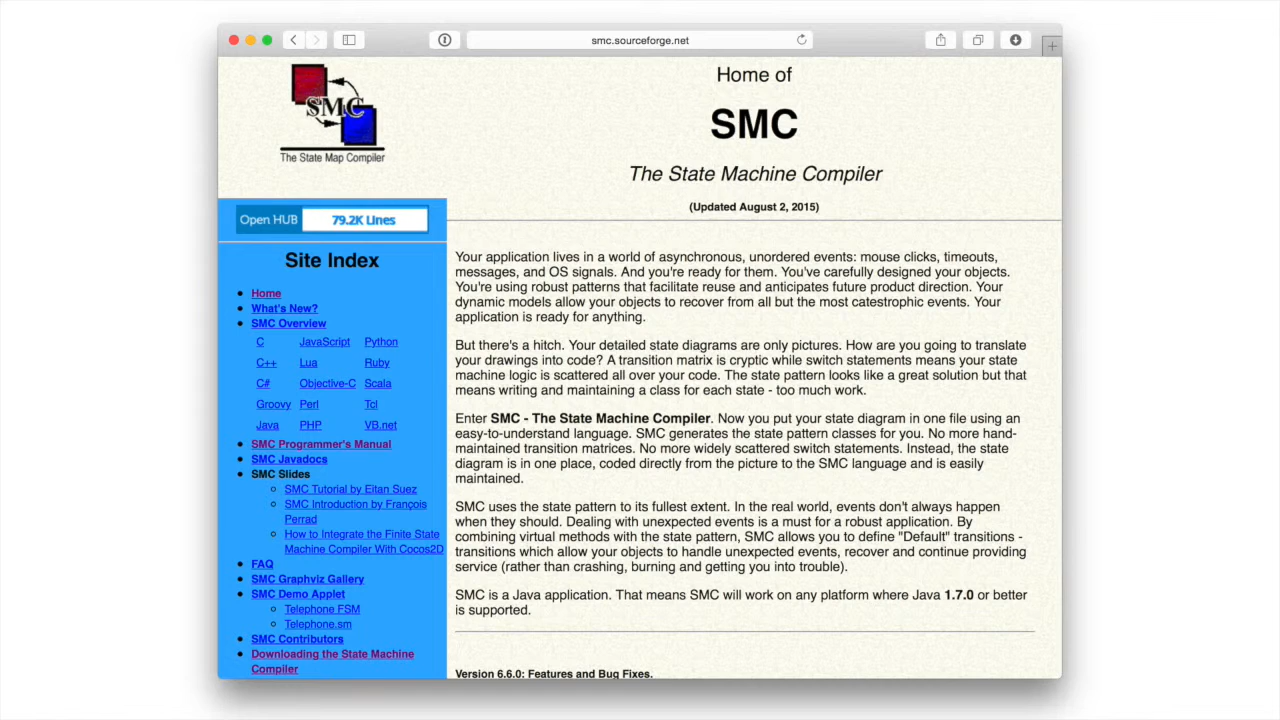 smc.sourceforge.net
SMC
The State Map Compiler
Home of
SMC
The State Machine Compiler
(Updated August 2, 2015)
Open HUB 79.2K Lines
Site Index
Home
What's New?
SMC Overview
C JavaScript Python
C++ Lua Ruby
C# Objective-C Scala
Groovy Perl Tcl
Java PHP VB.net
SMC Programmer's Manual
SMC Javadocs
SMC Slides
SMC Tutorial by Eitan Suez
SMC Introduction by François
Perrad
How to Integrate the Finite State
Machine Compiler With Cocos2D
FAQ
SMC Graphviz Gallery
SMC Demo Applet
Telephone FSM
Telephone.sm
SMC Contributors
Downloading the State Machine
Compiler
Your application lives in a world of asynchronous, unordered events: mouse clicks, timeouts,
messages, and OS signals. And you're ready for them. You've carefully designed your objects.
You're using robust patterns that facilitate reuse and anticipates future product direction. Your
dynamic models allow your objects to recover from all but the most catestrophic events. Your
application is ready for anything.
But there's a hitch. Your detailed state diagrams are only pictures. How are you going to translate
your drawings into code? A transition matrix is cryptic while switch statements means your state
machine logic is scattered all over your code. The state pattern looks like a great solution but that
means writing and maintaining a class for each state - too much work.
Enter SMC - The State Machine Compiler. Now you put your state diagram in one file using an
easy-to-understand language. SMC generates the state pattern classes for you. No more hand-
maintained transition matrices. No more widely scattered switch statements. Instead, the state
diagram is in one place, coded directly from the picture to the SMC language and is easily
maintained.
SMC uses the state pattern to its fullest extent. In the real world, events don't always happen
when they should. Dealing with unexpected events is a must for a robust application. By
combining virtual methods with the state pattern, SMC allows you to define "Default" transitions -
transitions which allow your objects to handle unexpected events, recover and continue providing
service (rather than crashing, burning and getting you into trouble).
SMC is a Java application. That means SMC will work on any platform where Java 1.7.0 or better
is supported.
Version 6.6.0: Features and Bug Fixes.